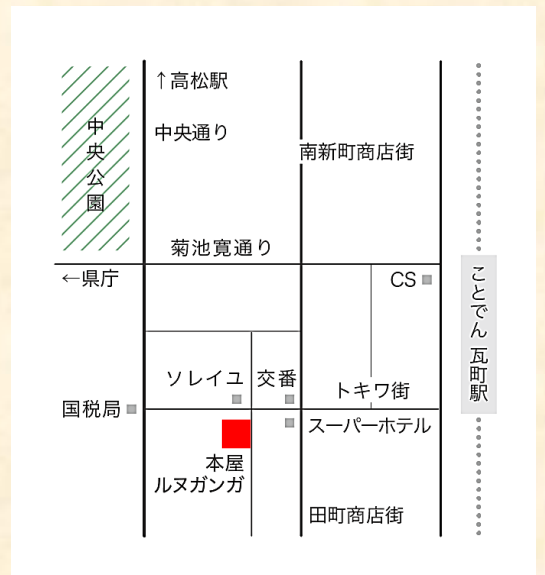 ↑高松駅
中央通り
中央公園
南新町商店街
菊池寛通り
←県庁
CS
ことでん 瓦町駅
ソレイユ
交番
トキワ街
国税局
スーパーホテル
本屋
ルヌガンガ
田町商店街